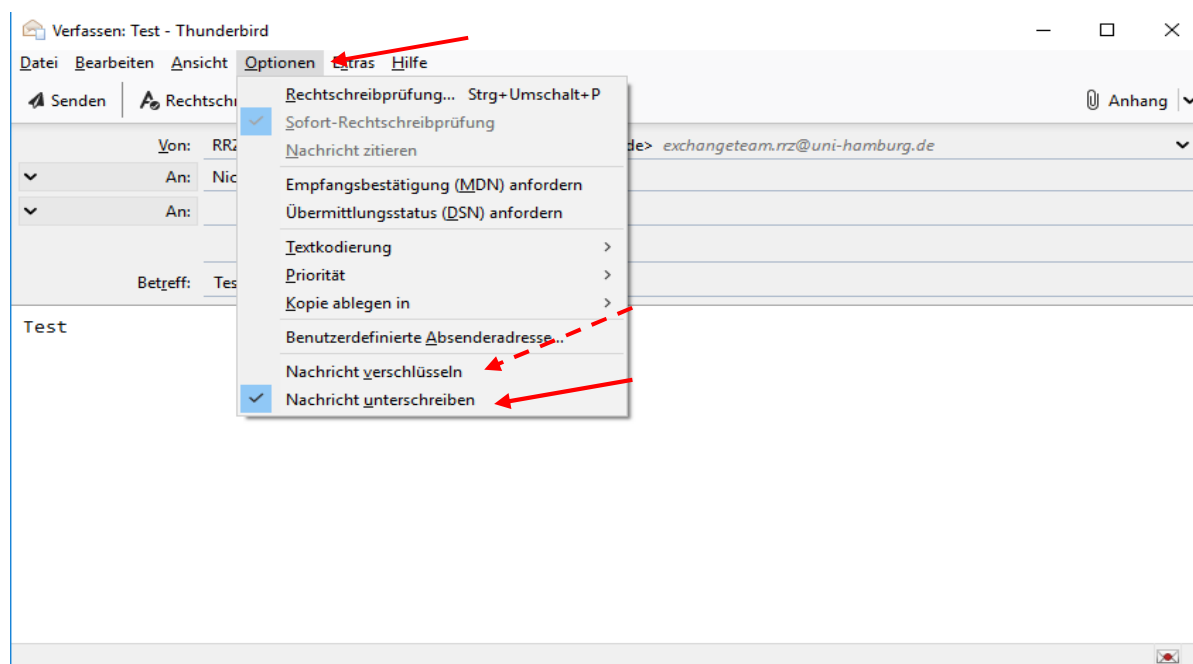 Verfassen: Test - Thunderbird
Datei Bearbeiten Ansicht Optionen Extras Hilfe
Senden Anhang
Rechtschreibprüfung... Strg+Umschalt+P
Sofort-Rechtschreibprüfung
Von: exchangeteam.rrz@uni-hamburg.de
Nachricht zitieren
An:
Empfangsbestätigung (MDN) anfordern
An:
Übermittlungsstatus (DSN) anfordern
Textkodierung
Priorität
Betreff:
Kopie ablegen in
Test
Benutzerdefinierte Absenderadresse...
Nachricht verschlüsseln
Nachricht unterschreiben